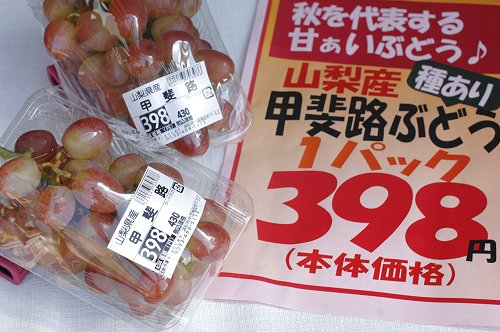 山梨県産
甲斐路
398
430
山梨県産
甲斐路
398
430
秋を代表する
甘ぁいぶどう♪
山梨産
種あり
甲斐路ぶどう
1パック
398円
(本体価格)